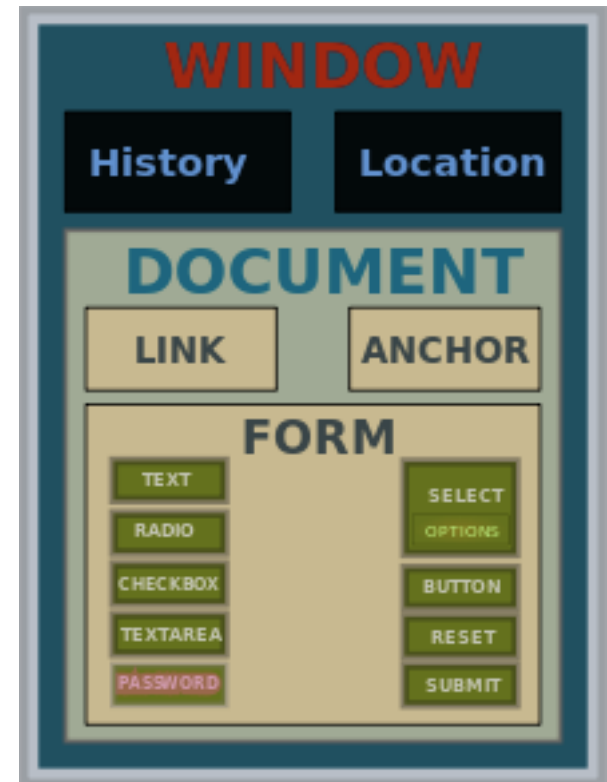 WINDOW
History
Location
DOCUMENT
LINK
ANCHOR
FORM
TEXT
RADIO
CHECKBOX
TEXTAREA
PASSWORD
SELECT
OPTIONS
BUTTON
RESET
SUBMIT